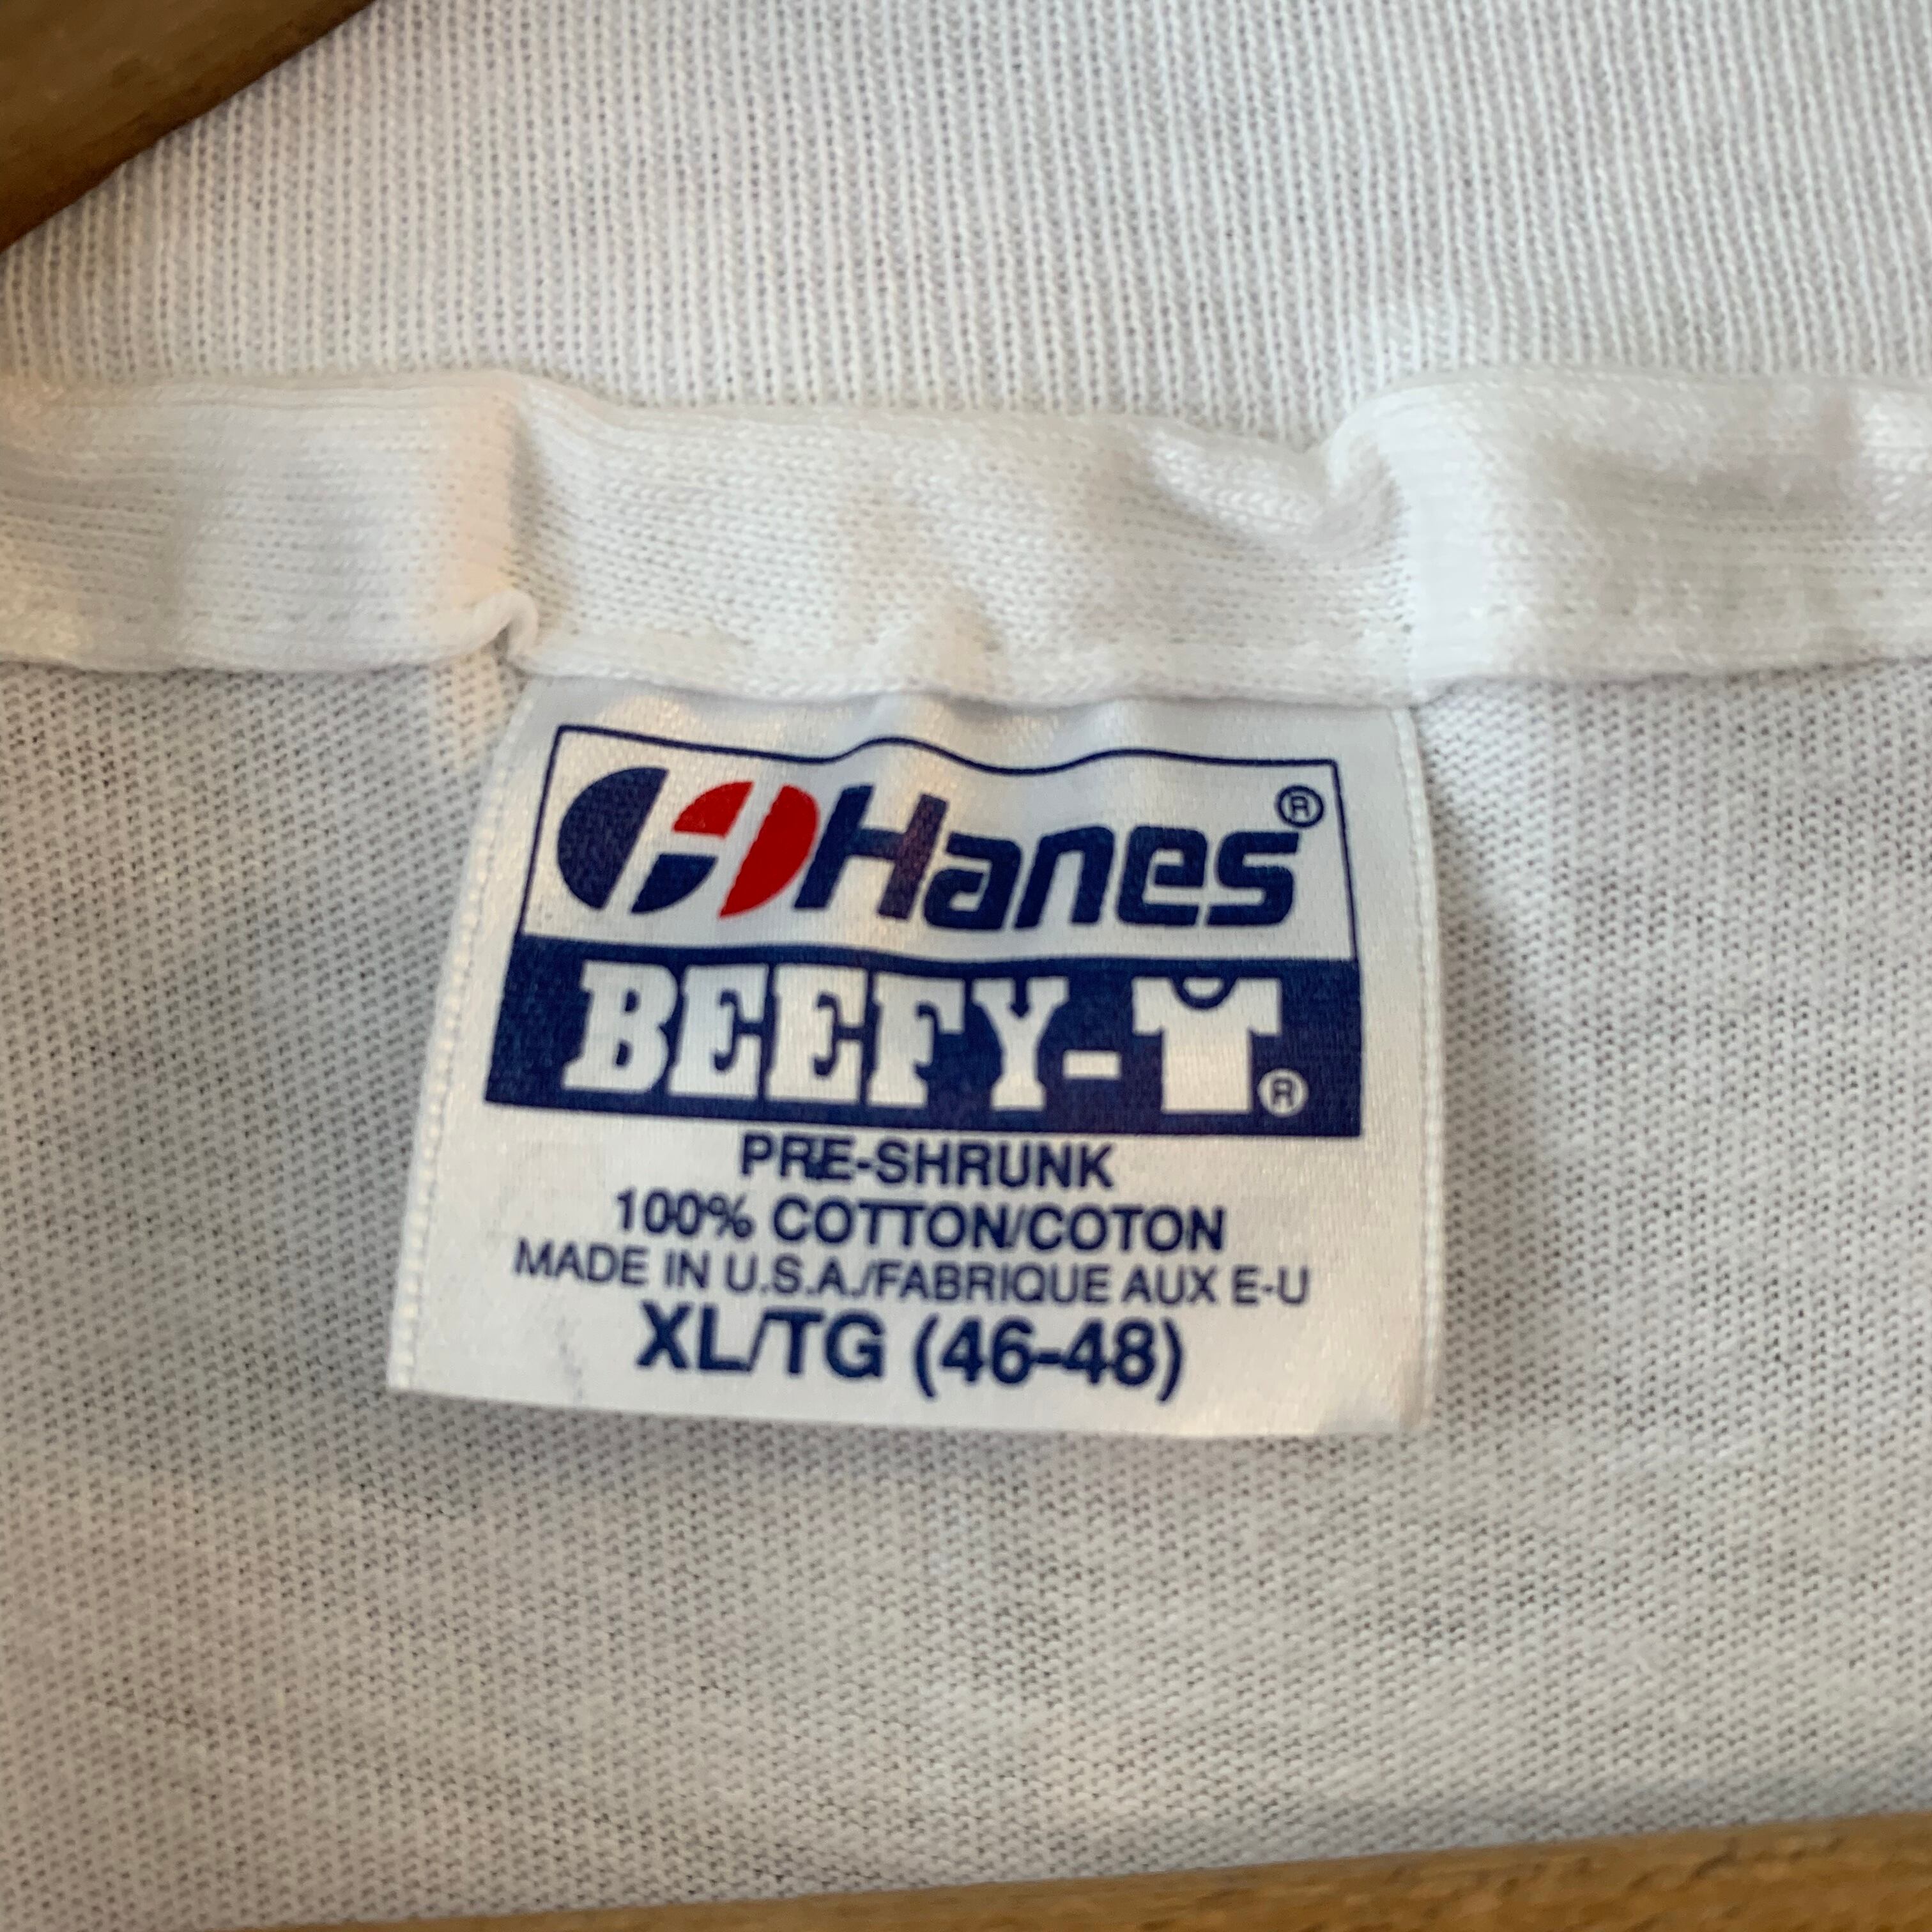 Hanes®
BEEFY-T®
PRE-SHRUNK
100% COTTON/COTON
MADE IN U.S.A./FABRIQUE AUX E-U
XL/TG (46-48)